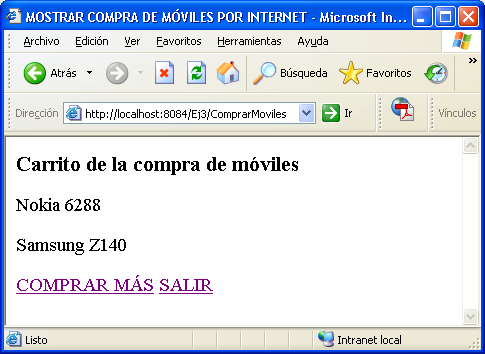 MOSTRAR COMPRA DE MÓVILES POR INTERNET - Microsoft In...
Archivo Edición Ver Favoritos Herramientas Ayuda
Atrás Búsqueda Favoritos »
Dirección http://localhost:8084/Ej3/ComprarMoviles Ir Vínculos
Carrito de la compra de móviles
Nokia 6288
Samsung Z140
COMPRAR MÁS SALIR
Listo Intranet local